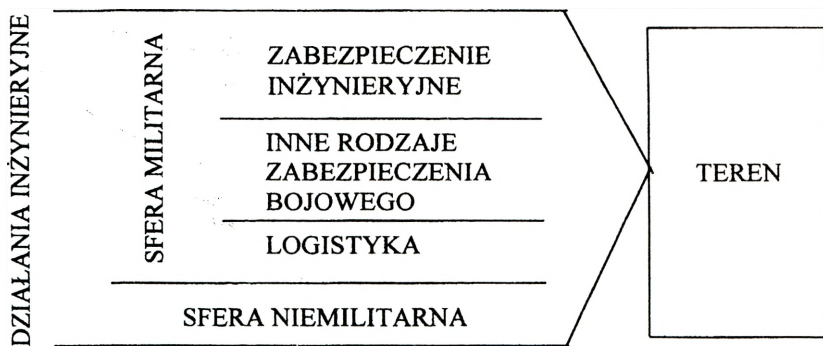 DZIAŁANIA INŻYNIERYJNE
SFERA MILITARNA
ZABEZPIECZENIE
INŻYNIERYJNE
INNE RODZAJE
ZABEZPIECZENIA
BOJOWEGO
LOGISTYKA
SFERA NIEMILITARNA
TEREN